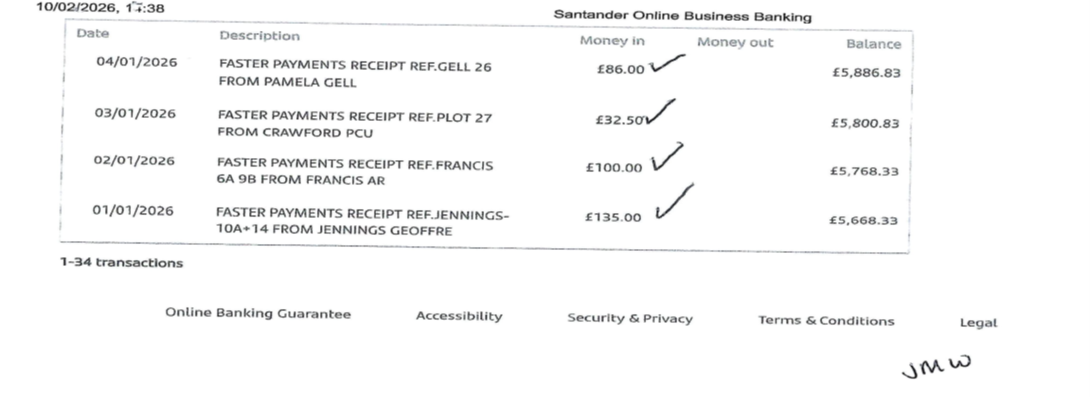 10/02/2026, 14:38 Santander Online Business Banking
Date Description Money in Money out Balance
04/01/2026 FASTER PAYMENTS RECEIPT REF.GELL 26 £86.00 £5,886.83
FROM PAMELA GELL
03/01/2026 FASTER PAYMENTS RECEIPT REF.PLOT 27 £32.50 £5,800.83
FROM CRAWFORD PCU
02/01/2026 FASTER PAYMENTS RECEIPT REF.FRANCIS £100.00 £5,768.33
6A 9B FROM FRANCIS AR
01/01/2026 FASTER PAYMENTS RECEIPT REF.JENNINGS- £135.00 £5,668.33
10A+14 FROM JENNINGS GEOFFRE
1-34 transactions
Online Banking Guarantee Accessibility Security & Privacy Terms & Conditions Legal
JMW